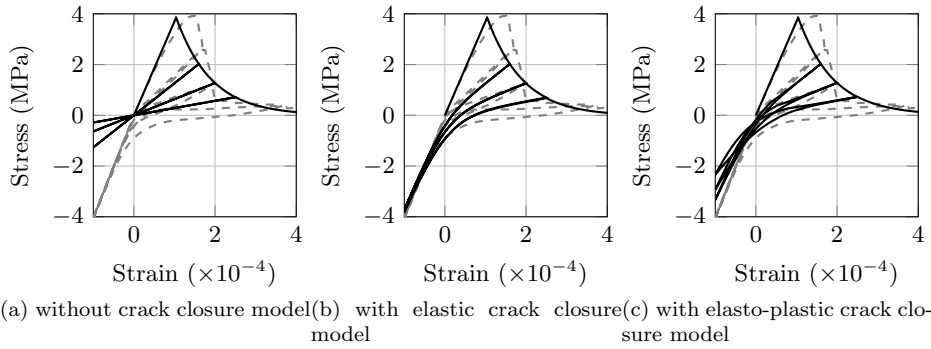 4
2
0
−2
−4
Stress (MPa)
0 2 4
Strain (×10−4)
(a) without crack closure model
4
2
0
−2
−4
Stress (MPa)
0 2 4
Strain (×10−4)
(b) with elastic crack closure
model
4
2
0
−2
−4
Stress (MPa)
0 2 4
Strain (×10−4)
(c) with elasto-plastic crack clo-
sure model